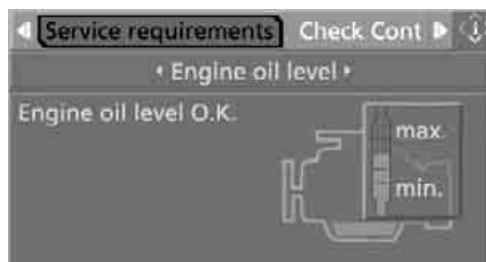 Service requirements Check Cont
Engine oil level
Engine oil level O.K.
max.
min.